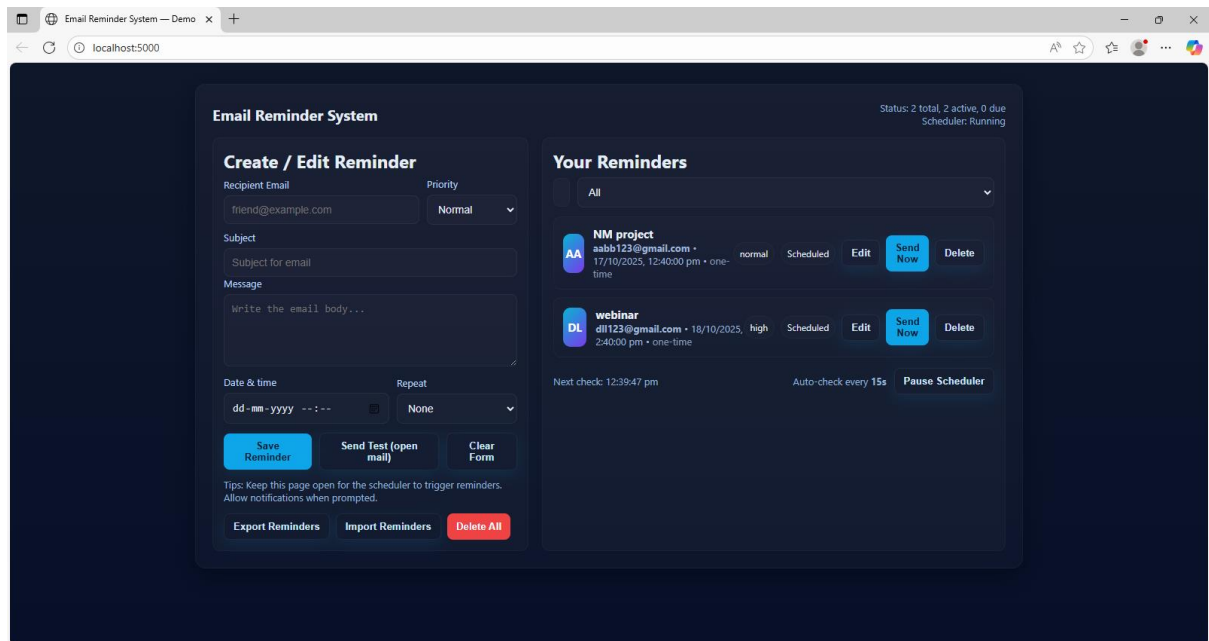 Email Reminder System — Demo
localhost:5000
Email Reminder System
Status: 2 total, 2 active, 0 due
Scheduler: Running
Create / Edit Reminder
Recipient Email
Priority
friend@example.com
Normal
Subject
Subject for email
Message
Write the email body...
Date & time
Repeat
dd-mm-yyyy --:--
None
Save
Reminder
Send Test (open
mail)
Clear
Form
Tips: Keep this page open for the scheduler to trigger reminders.
Allow notifications when prompted.
Export Reminders
Import Reminders
Delete All
Your Reminders
All
AA
NM project
aabb123@gmail.com •
17/10/2025, 12:40:00 pm • one-
time
normal
Scheduled
Edit
Send
Now
Delete
DL
webinar
dll123@gmail.com • 18/10/2025,
2:40:00 pm • one-time
high
Scheduled
Edit
Send
Now
Delete
Next check: 12:39:47 pm
Auto-check every 15s
Pause Scheduler